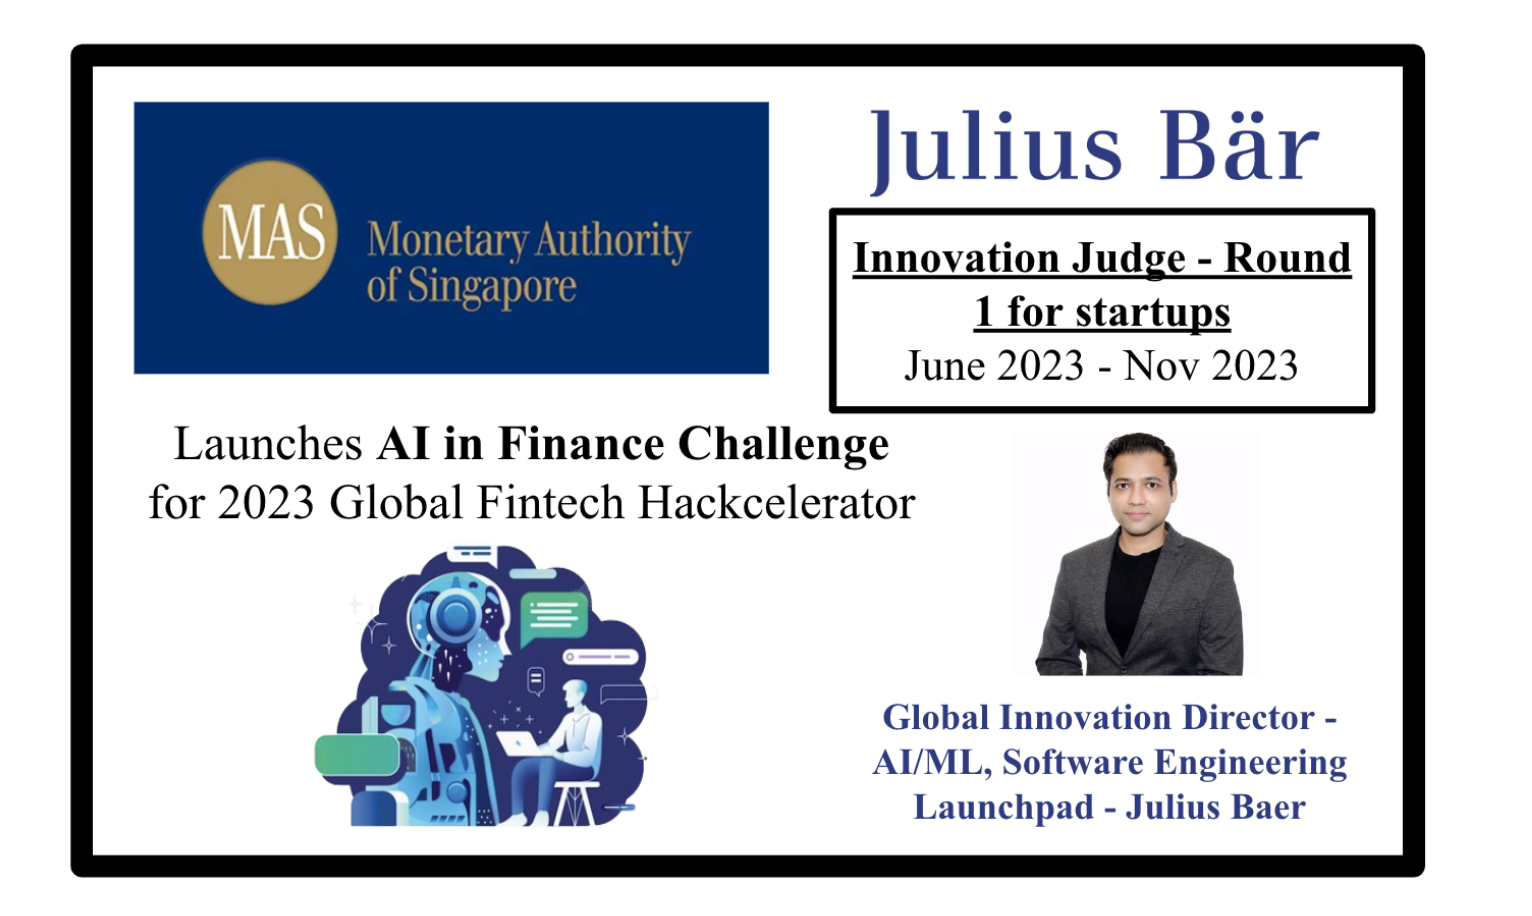 MAS
Monetary Authority
of Singapore
Julius Bär
Innovation Judge - Round
1 for startups
June 2023 - Nov 2023
Launches AI in Finance Challenge
for 2023 Global Fintech Hackcelerator
Global Innovation Director -
AI/ML, Software Engineering
Launchpad - Julius Baer